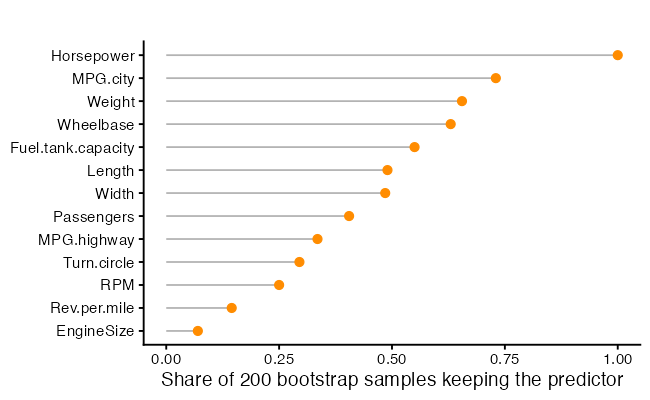 Horsepower
MPG.city
Weight
Wheelbase
Fuel.tank.capacity
Length
Width
Passengers
MPG.highway
Turn.circle
RPM
Rev.per.mile
EngineSize
0.00 0.25 0.50 0.75 1.00
Share of 200 bootstrap samples keeping the predictor